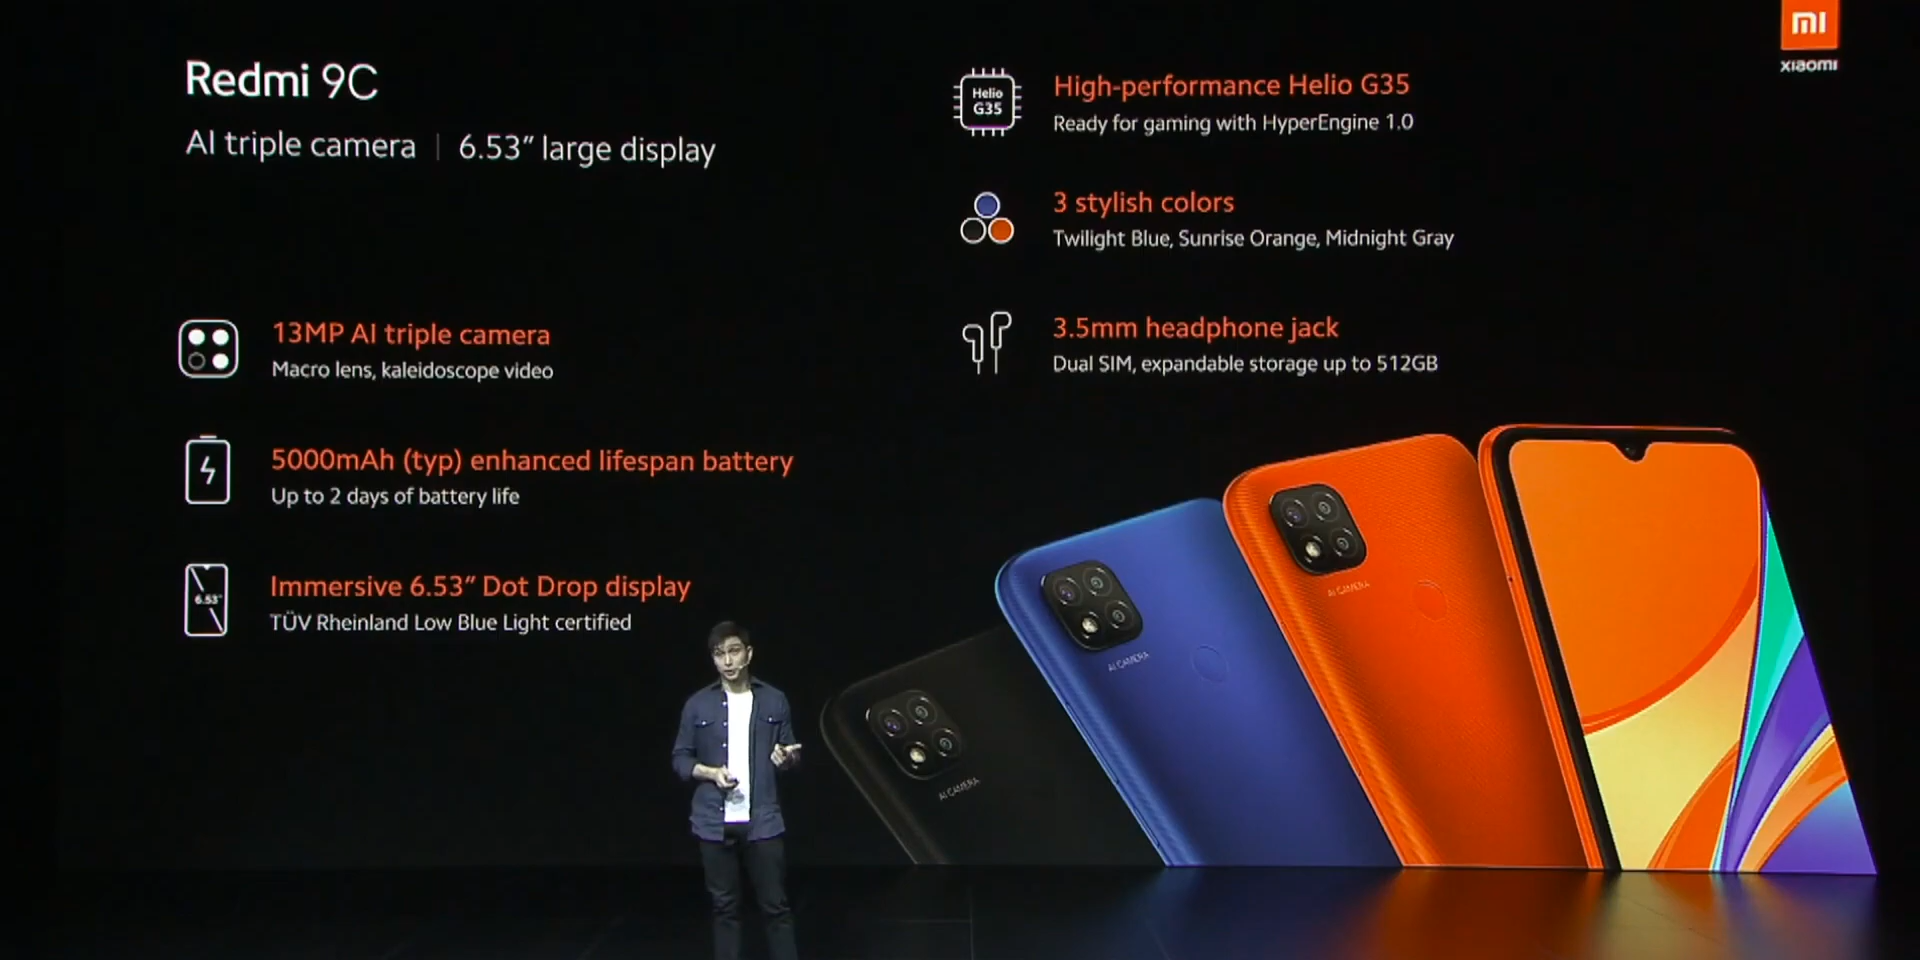 Redmi 9C
AI triple camera | 6.53" large display
13MP AI triple camera
Macro lens, kaleidoscope video
5000mAh (typ) enhanced lifespan battery
Up to 2 days of battery life
6.53"
Immersive 6.53" Dot Drop display
TÜV Rheinland Low Blue Light certified
mi
xiaomi
Helio
G35
High-performance Helio G35
Ready for gaming with HyperEngine 1.0
3 stylish colors
Twilight Blue, Sunrise Orange, Midnight Gray
3.5mm headphone jack
Dual SIM, expandable storage up to 512GB
AI CAMERA
AI CAMERA
AI CAMERA